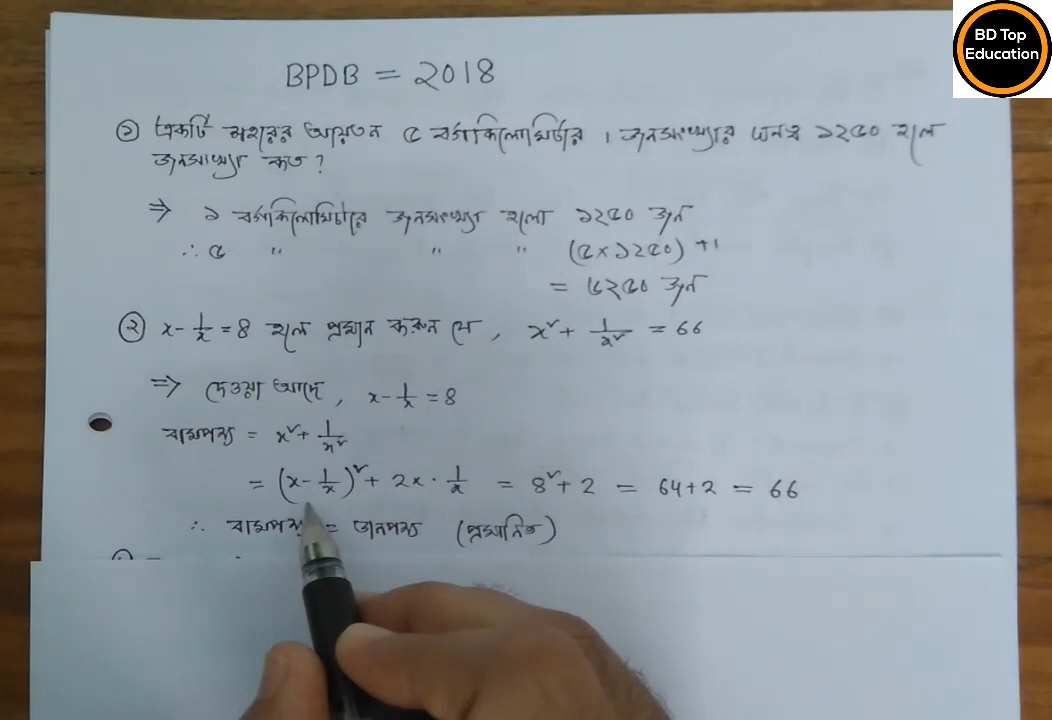 BD Top
Education
BPDB = 2018
① একটি শহরের আয়তন ৫ বর্গকিলোমিটার । জনসংখ্যার ঘনত্ব ১২৫০ হলে
জনসংখ্যা কত ?
⇒ ১ বর্গকিলোমিটারে জনসংখ্যা হলো ১২৫০ জন
∴ ৫ " " " (৫×১২৫০) "
= ৬২৫০ জন
② x - 1/x = 8 হলে প্রমান করুন যে, x² + 1/x² = 66
⇒ দেওয়া আছে, x - 1/x = 8
বামপক্ষ = x² + 1/x²
= (x - 1/x)² + 2x · 1/x = 8² + 2 = 64 + 2 = 66
∴ বামপক্ষ = ডানপক্ষ (প্রমানিত)